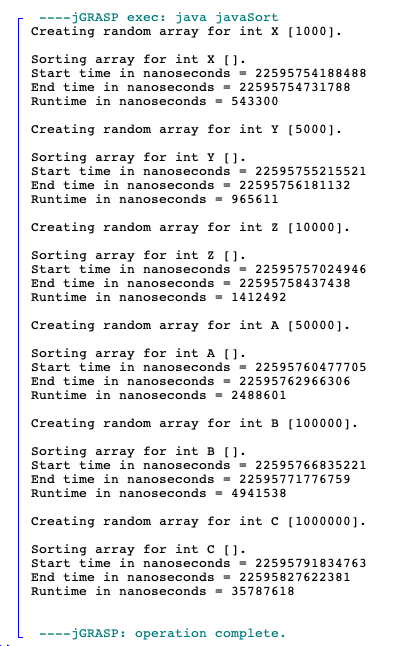 ----jGRASP exec: java javaSort
Creating random array for int X [1000].
Sorting array for int X [].
Start time in nanoseconds = 22595754188488
End time in nanoseconds = 22595754731788
Runtime in nanoseconds = 543300
Creating random array for int Y [5000].
Sorting array for int Y [].
Start time in nanoseconds = 22595755215521
End time in nanoseconds = 22595756181132
Runtime in nanoseconds = 965611
Creating random array for int Z [10000].
Sorting array for int Z [].
Start time in nanoseconds = 22595757024946
End time in nanoseconds = 22595758437438
Runtime in nanoseconds = 1412492
Creating random array for int A [50000].
Sorting array for int A [].
Start time in nanoseconds = 22595760477705
End time in nanoseconds = 22595762966306
Runtime in nanoseconds = 2488601
Creating random array for int B [100000].
Sorting array for int B [].
Start time in nanoseconds = 22595766835221
End time in nanoseconds = 22595771776759
Runtime in nanoseconds = 4941538
Creating random array for int C [1000000].
Sorting array for int C [].
Start time in nanoseconds = 22595791834763
End time in nanoseconds = 22595827622381
Runtime in nanoseconds = 35787618
----jGRASP: operation complete.